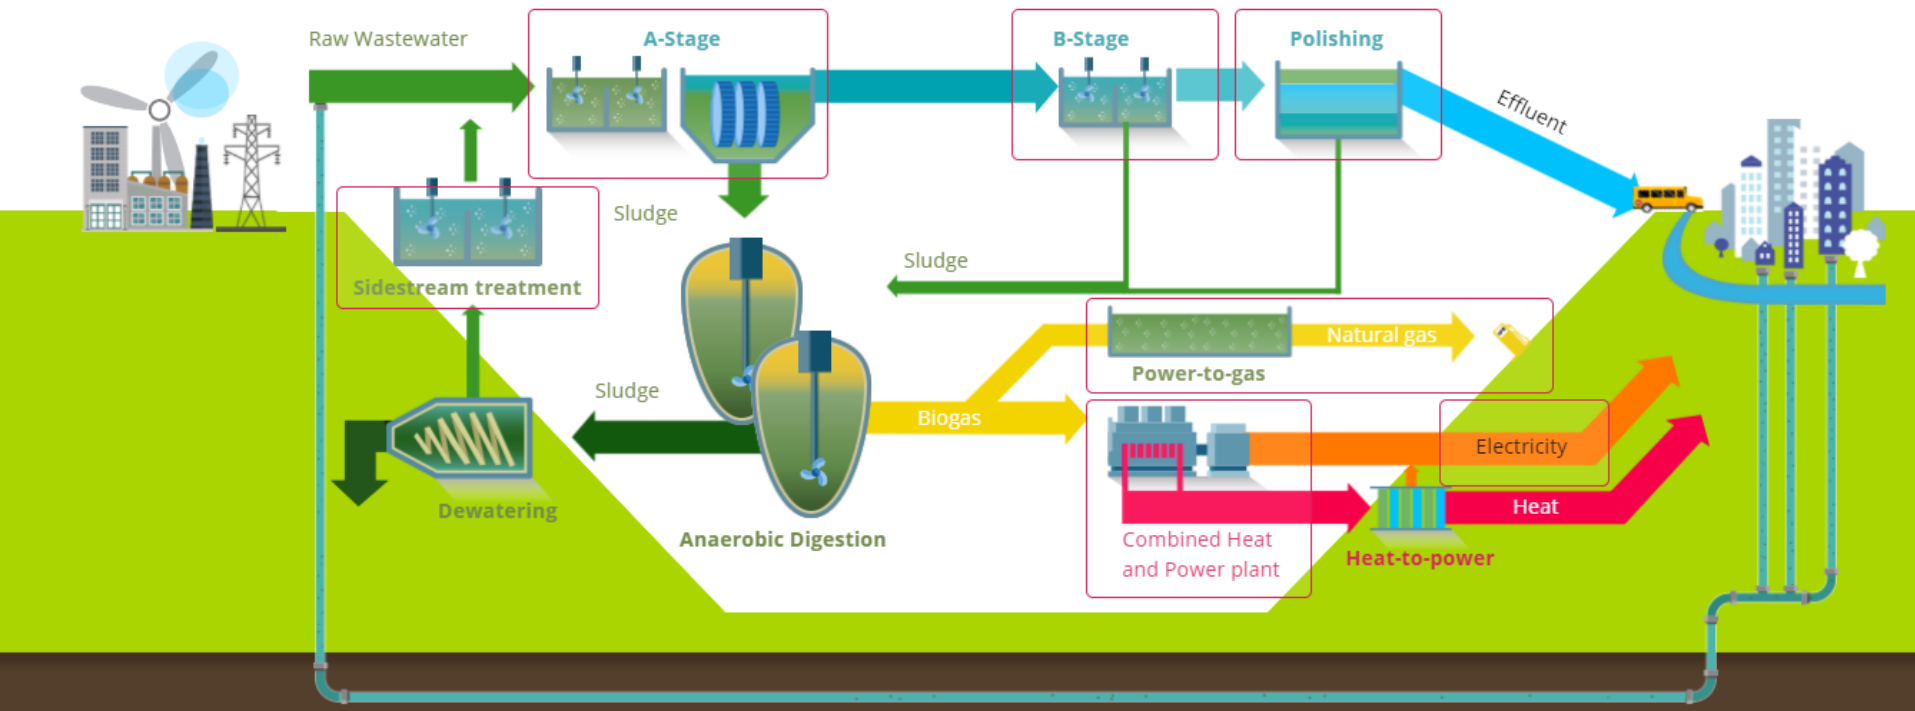 Raw Wastewater
A-Stage
B-Stage
Polishing
Effluent
Sludge
Sidestream treatment
Sludge
Natural gas
Power-to-gas
Sludge
Biogas
Electricity
Dewatering
Heat
Anaerobic Digestion
Combined Heat
and Power plant
Heat-to-power